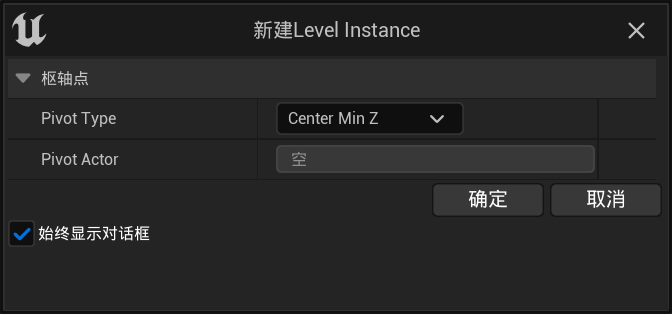 新建Level Instance
枢轴点
Pivot Type
Center Min Z
Pivot Actor
空
确定
取消
始终显示对话框